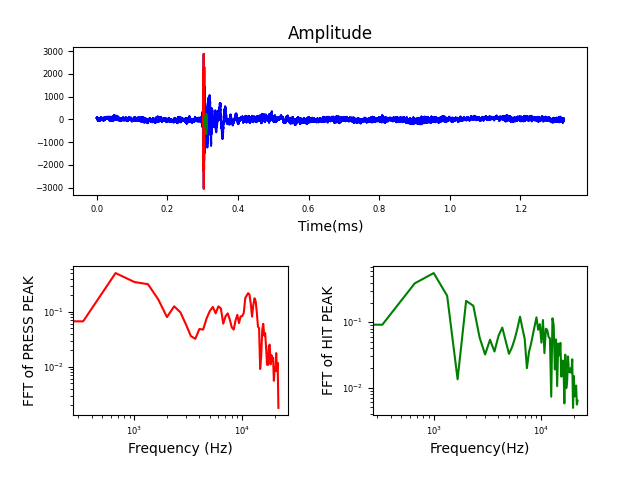 Amplitude
3000
2000
1000
0
−1000
−2000
−3000
0.0 0.2 0.4 0.6 0.8 1.0 1.2
Time(ms)
FFT of PRESS PEAK
10⁻¹
10⁻²
10³ 10⁴
Frequency (Hz)
FFT of HIT PEAK
10⁻¹
10⁻²
10³ 10⁴
Frequency(Hz)